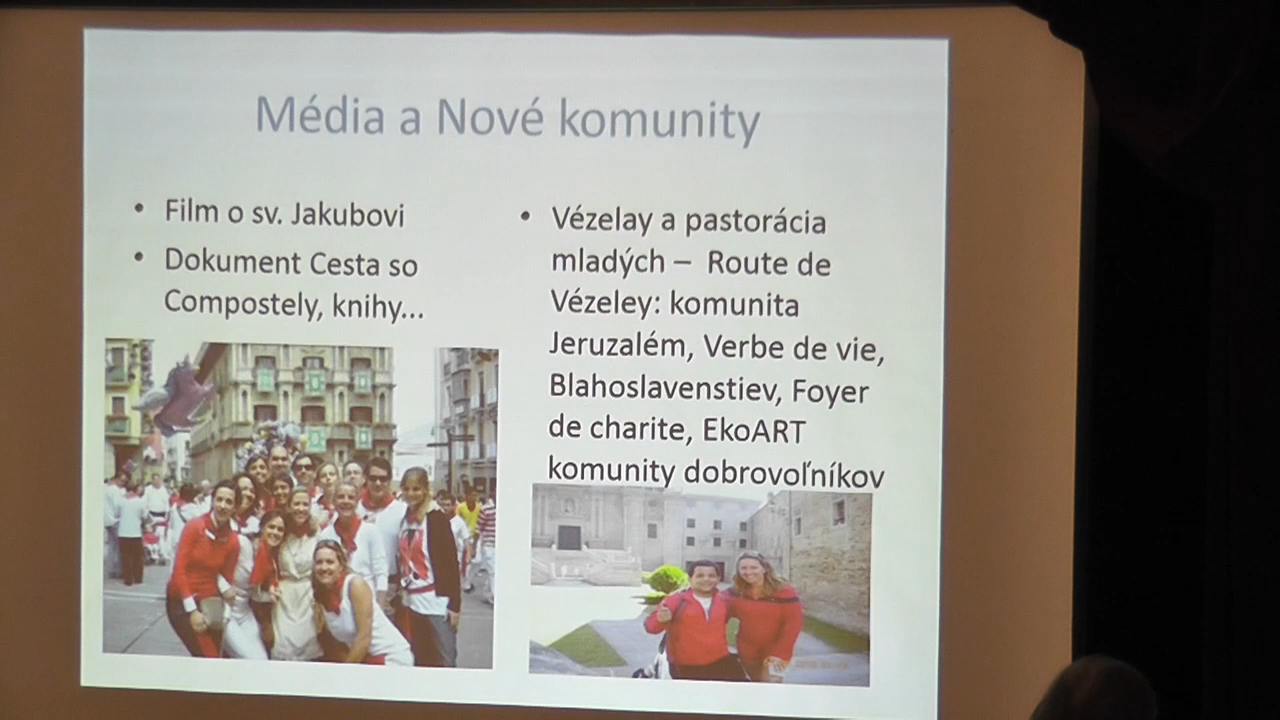 Média a Nové komunity
• Film o sv. Jakubovi
• Dokument Cesta so
Compostely, knihy...
• Vézelay a pastorácia
mladých – Route de
Vézeley: komunita
Jeruzalém, Verbe de vie,
Blahoslavenstiev, Foyer
de charite, EkoART
komunity dobrovoľníkov